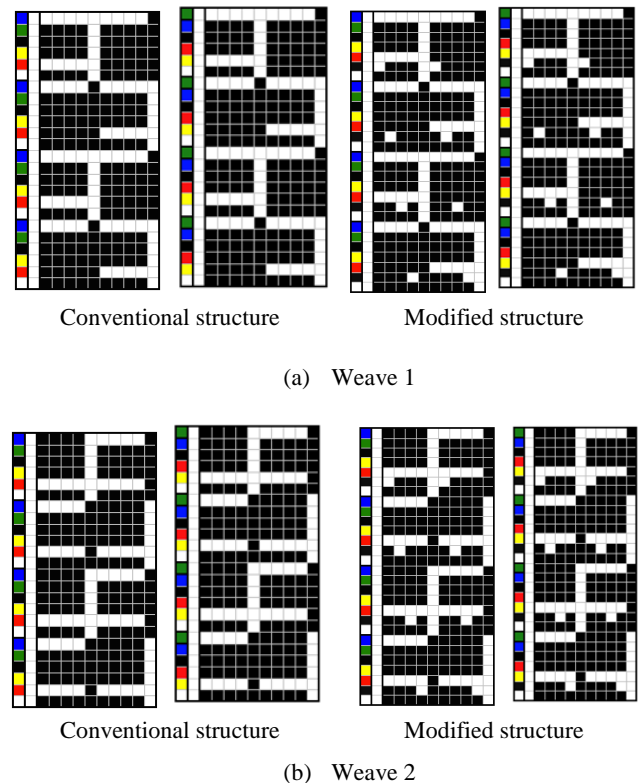 Conventional structure
Modified structure
(a) Weave 1
Conventional structure
Modified structure
(b) Weave 2